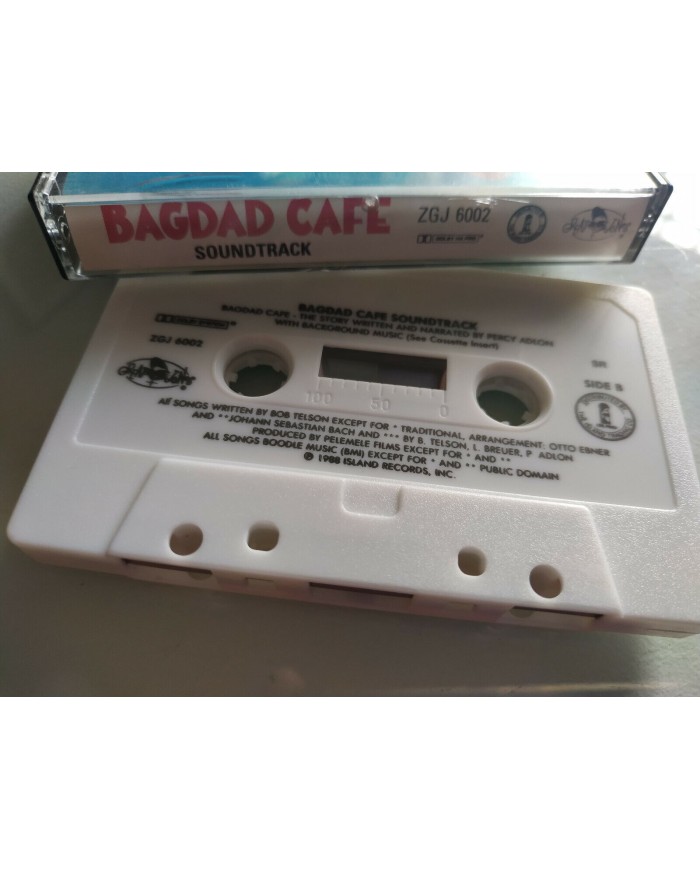 BAGDAD CAFE
SOUNDTRACK
ZGJ 6002
BAGDAD CAFE SOUNDTRACK
BAGDAD CAFE - THE STORY WRITTEN AND NARRATED BY PERCY ADLON
WITH BACKGROUND MUSIC (See Cassette Insert)
ZGJ 6002
SR
SIDE B
100 50 0
All SONGS WRITTEN BY BOB TELSON EXCEPT FOR * TRADITIONAL, ARRANGEMENT: OTTO EBNER
AND **JOHANN SEBASTIAN BACH AND *** BY B. TELSON, L. BREUER, P. ADLON
PRODUCED BY PELEMELE FILMS EXCEPT FOR * AND **
ALL SONGS BOODLE MUSIC (BMI) EXCEPT FOR * AND ** PUBLIC DOMAIN
℗ 1988 ISLAND RECORDS, INC.